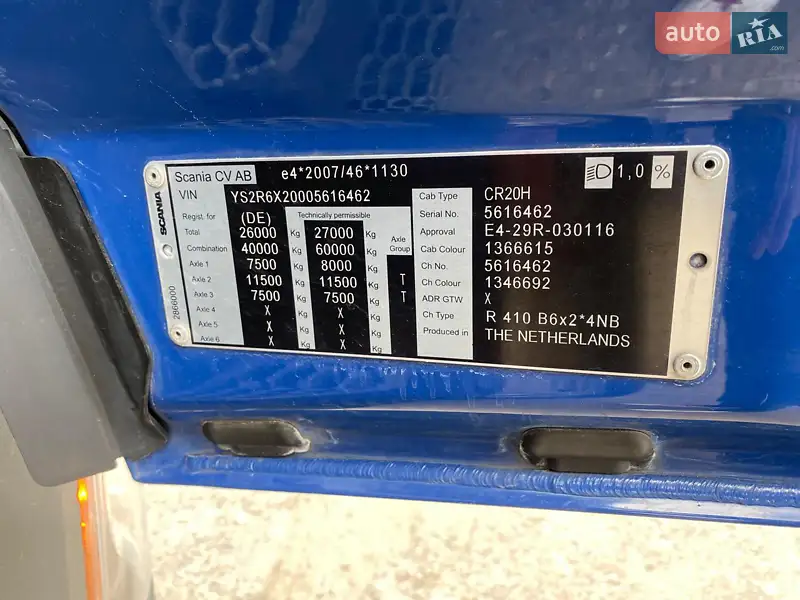 auto RIA
.com
Scania CV AB e4*2007/46*1130 1,0 %
SCANIA
2866000
VIN YS2R6X20005616462
Regist. for (DE) Technically permissible
Total 26000 Kg 27000 Kg Axle Group
Combination 40000 Kg 60000 Kg
Axle 1 7500 Kg 8000 Kg
Axle 2 11500 Kg 11500 Kg T
Axle 3 7500 Kg 7500 Kg T
Axle 4 X Kg X Kg
Axle 5 X Kg X Kg
Axle 6 X Kg X Kg
Cab Type CR20H
Serial No. 5616462
Approval E4-29R-030116
Cab Colour 1366615
Ch No. 5616462
Ch Colour 1346692
ADR GTW X
Ch Type R 410 B6x2*4NB
Produced in THE NETHERLANDS